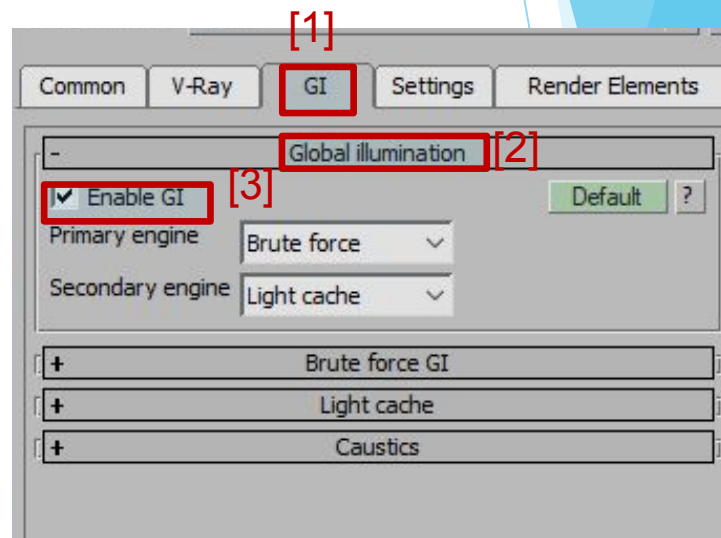 [1]
Common V-Ray GI Settings Render Elements
- Global illumination [2]
Enable GI [3] Default ?
Primary engine Brute force
Secondary engine Light cache
+ Brute force GI
+ Light cache
+ Caustics